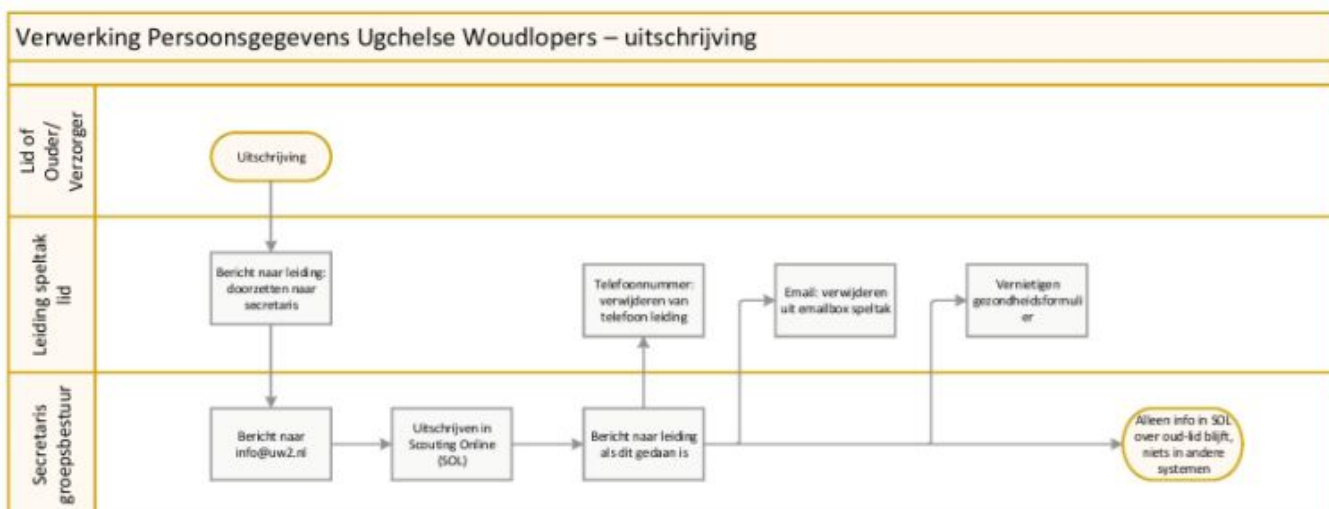 Verwerking Persoonsgegevens Ugchelse Woudlopers – uitschrijving
Lid of
Ouder/
Verzorger
Uitschrijving
Leiding speltak
lid
Bericht naar leiding:
doorzetten naar
secretaris
Telefoonnummer:
verwijderen van
telefoon leiding
Email: verwijderen
uit emailbox speltak
Vernietigen
gezondheidsformuli
er
Secretaris
groepsbestuur
Bericht naar
info@uw2.nl
Uitschrijven in
Scouting Online
(SOL)
Bericht naar leiding
als dit gedaan is
Alleen info in SOL
over oud-lid blijft,
niets in andere
systemen